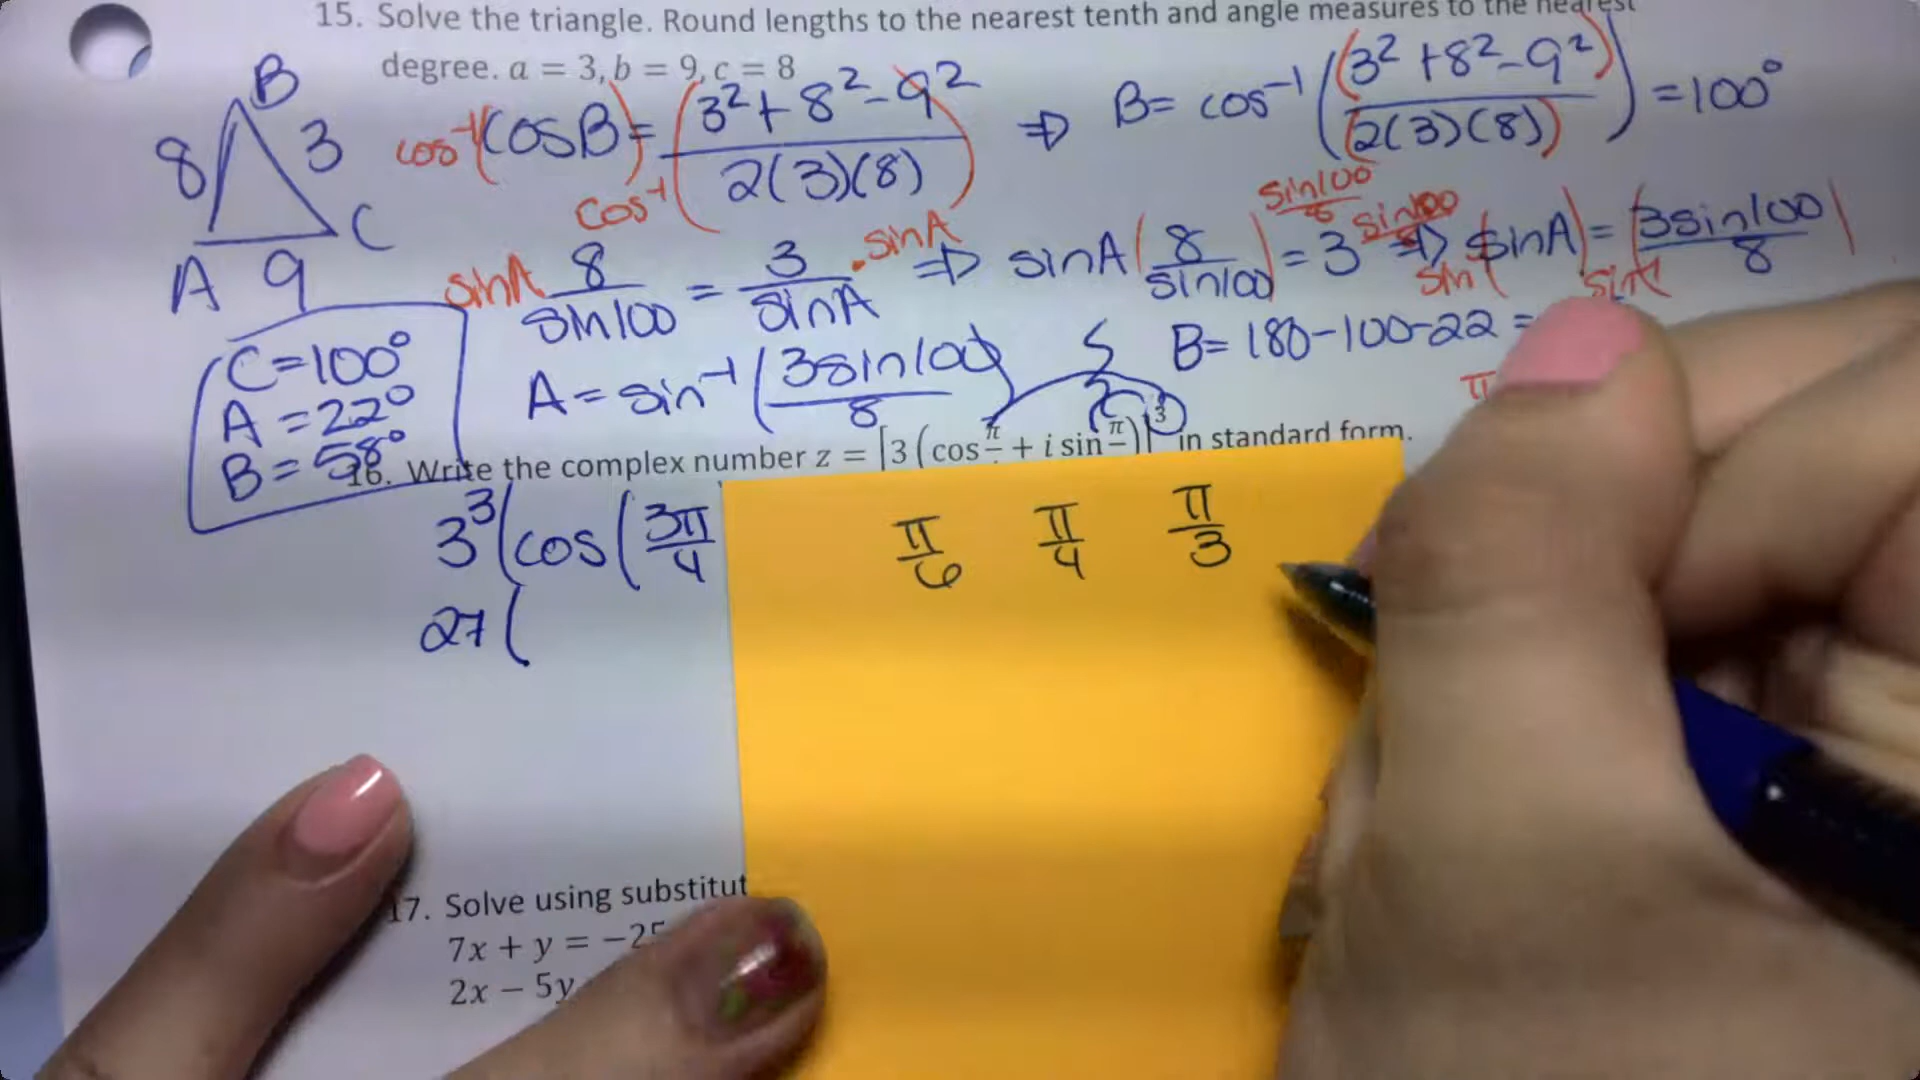 15. Solve the triangle. Round lengths to the nearest tenth and angle measures to the nearest
degree. a = 3, b = 9, c = 8
B
8 3
A 9 C
cos⁻¹(cosB) = cos⁻¹((3² + 8² - 9²)/(2(3)(8))) ⇒ B = cos⁻¹((3² + 8² - 9²)/(2(3)(8))) = 100°
sinA 8/sin100 = 3/sinA · sinA ⇒ sinA(8/sin100) = 3 ⇒ (sinA) = (3sin100/8)
sin100/8 sin100/8
A = sin⁻¹(3sin100/8)
B = 180-100-22 =
π
C = 100°
A = 22°
B = 58°
16. Write the complex number z = [3(cos π + i sin π)]³ in standard form.
3³(cos(3π/4
27(
π/6 π/4 π/3
17. Solve using substitut
7x + y = −25
2x − 5y